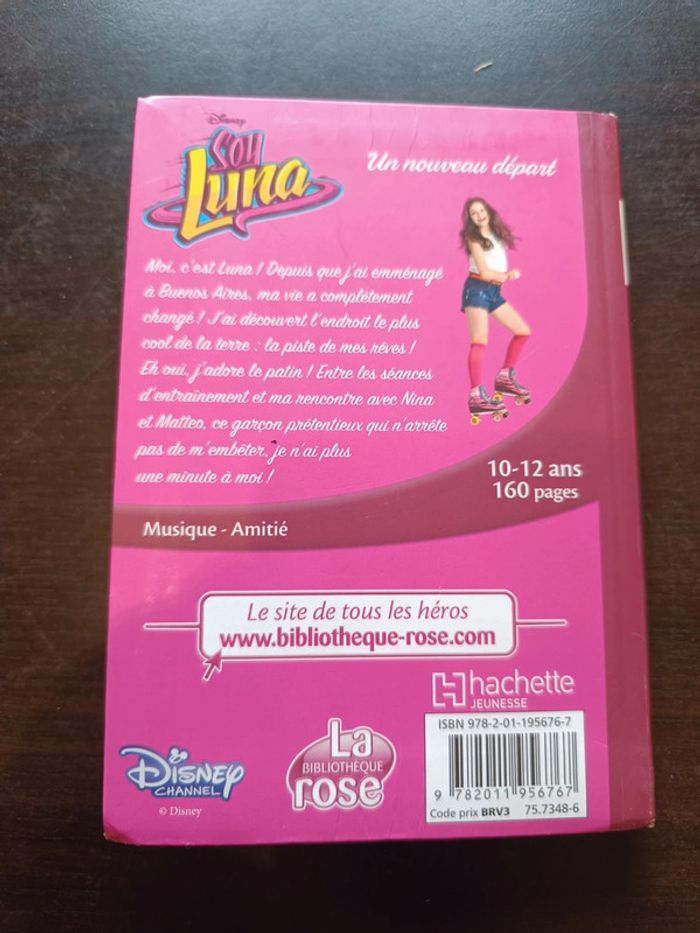 Disney
SOY
Luna
Un nouveau départ
Moi, c'est Luna ! Depuis que j'ai emménagé
à Buenos Aires, ma vie a complètement
changé ! J'ai découvert l'endroit le plus
cool de la terre : la piste de mes rêves !
Eh oui, j'adore le patin ! Entre les séances
d'entraînement et ma rencontre avec Nina
et Matteo, ce garçon prétentieux qui n'arrête
pas de m'embêter, je n'ai plus
une minute à moi !
10-12 ans
160 pages
Musique - Amitié
Le site de tous les héros
www.bibliotheque-rose.com
hachette
JEUNESSE
ISBN 978-2-01-195676-7
9 782011 956767
Code prix BRV3 75.7348-6
Disney
CHANNEL
© Disney
La
BIBLIOTHÈQUE
rose